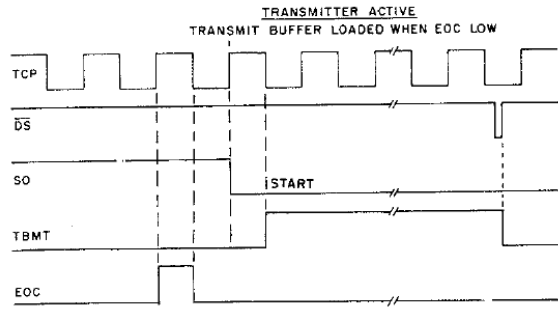 TRANSMITTER ACTIVE
TRANSMIT BUFFER LOADED WHEN EOC LOW
TCP
DS
SO
START
TBMT
EOC